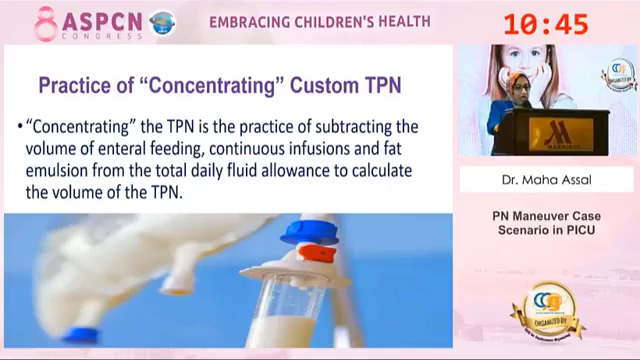 8 ASPCN
CONGRESS
EMBRACING CHILDREN'S HEALTH
10:45
Practice of “Concentrating” Custom TPN
• “Concentrating” the TPN is the practice of subtracting the
volume of enteral feeding, continuous infusions and fat
emulsion from the total daily fluid allowance to calculate
the volume of the TPN.
Dr. Maha Assal
PN Maneuver Case
Scenario in PICU
ORGANIZED BY